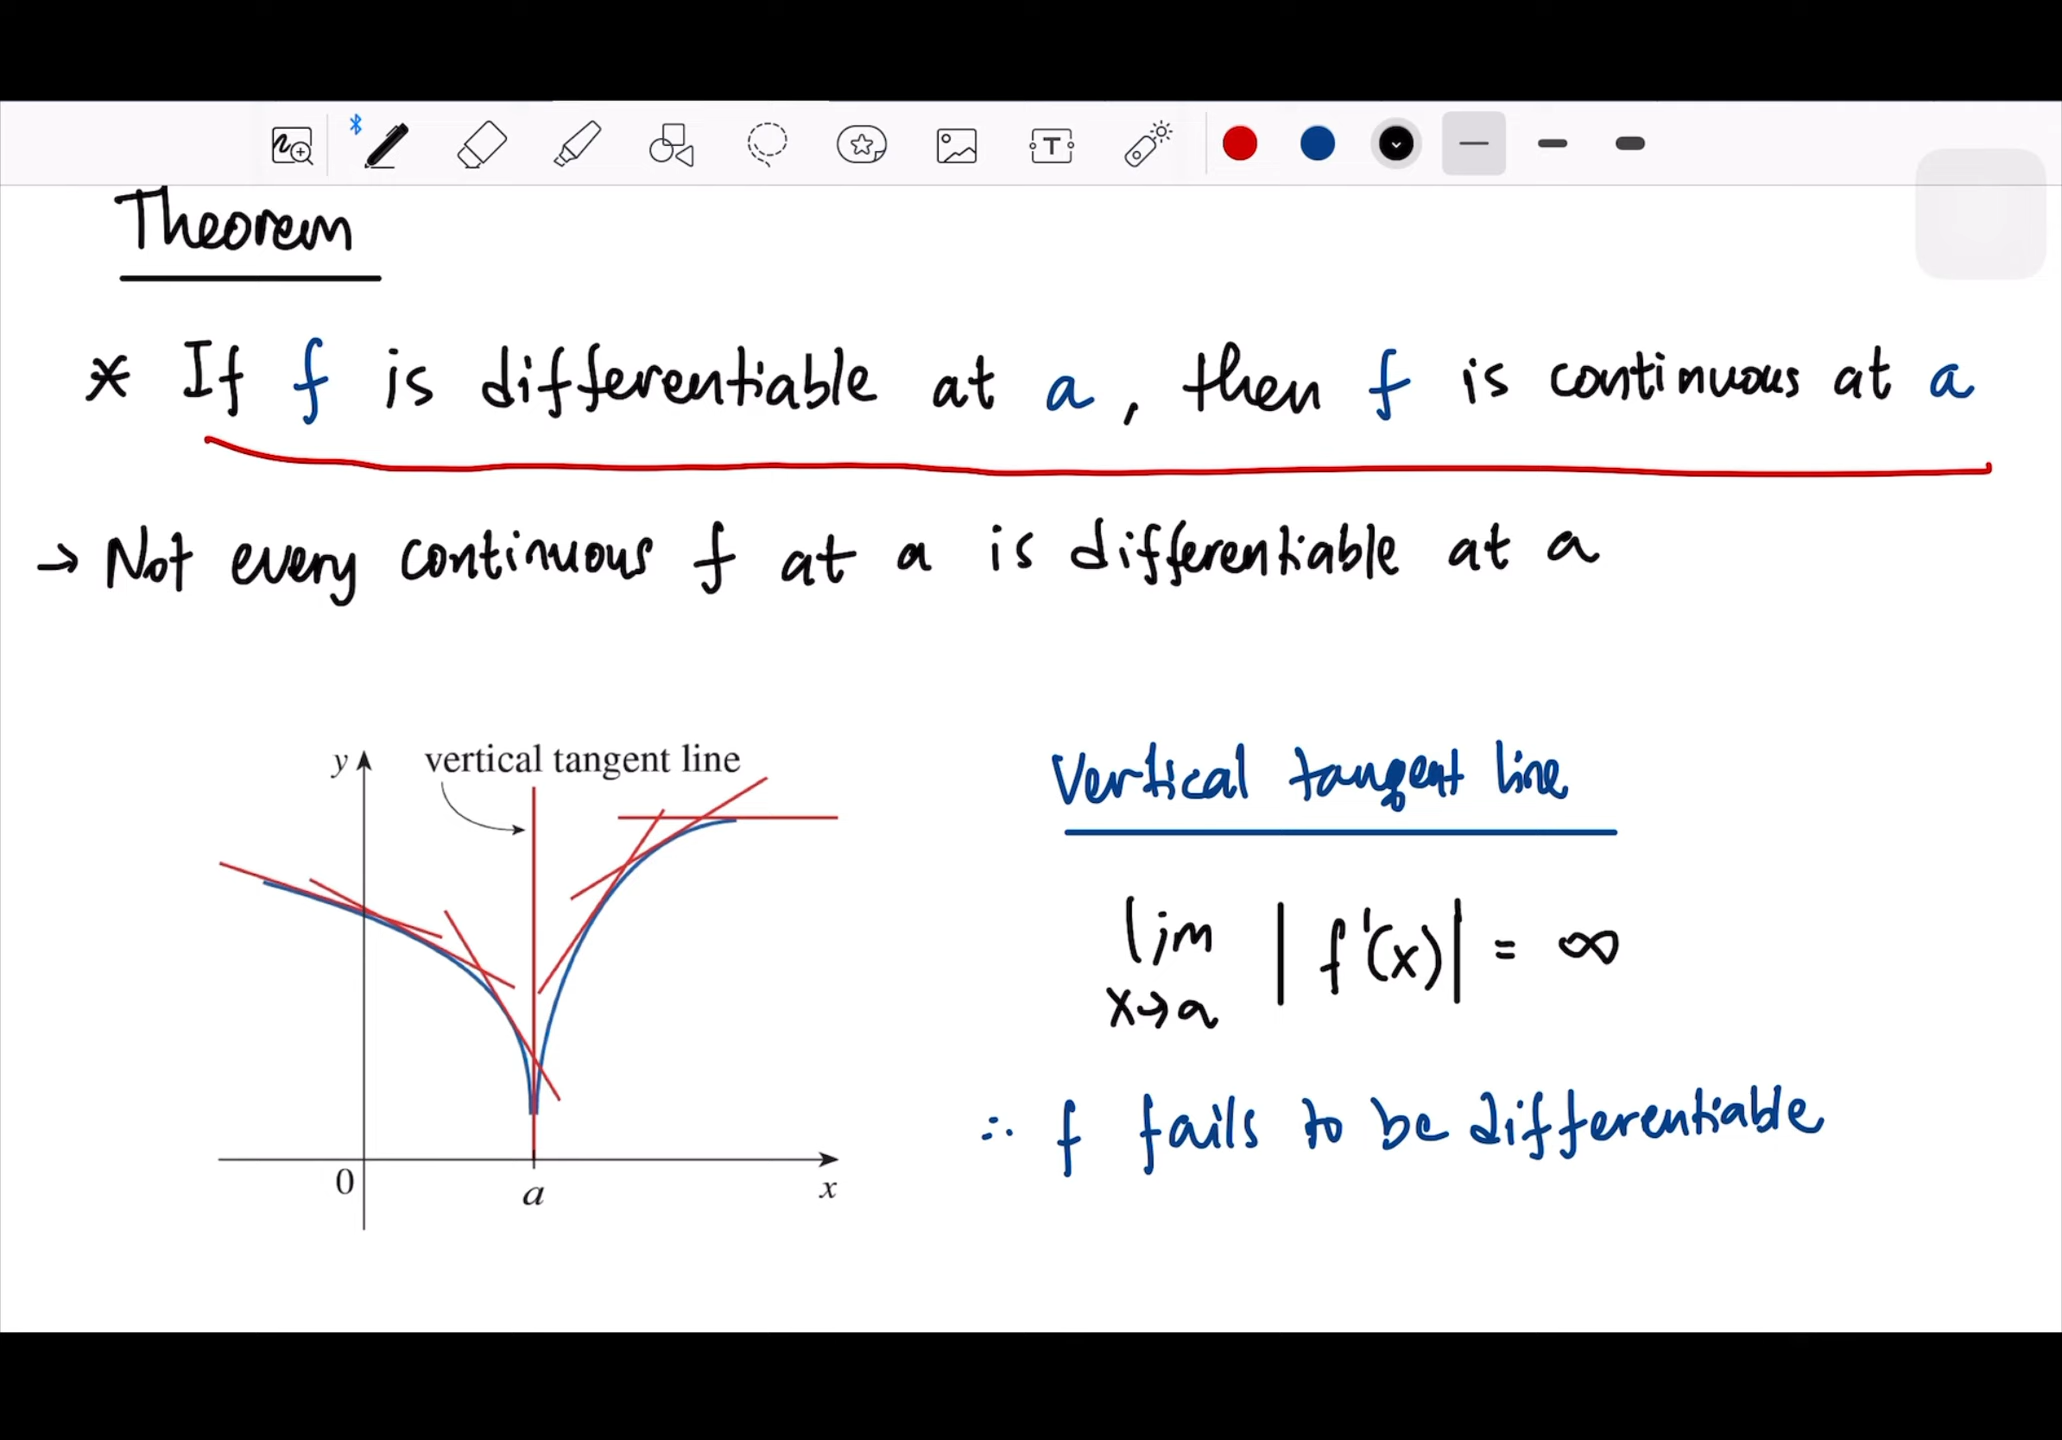 Theorem
* If f is differentiable at a, then f is continuous at a
→ Not every continuous f at a is differentiable at a
y vertical tangent line
0 a x
Vertical tangent line
lim |f'(x)| = ∞
x→a
∴ f fails to be differentiable